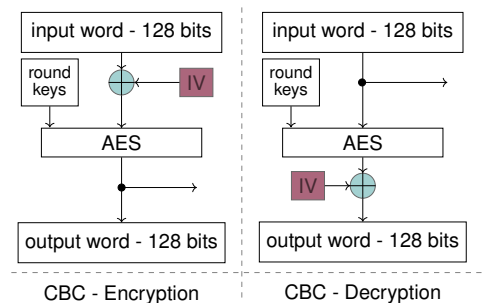 input word - 128 bits
round
keys
IV
AES
output word - 128 bits
CBC - Encryption
input word - 128 bits
round
keys
AES
IV
output word - 128 bits
CBC - Decryption